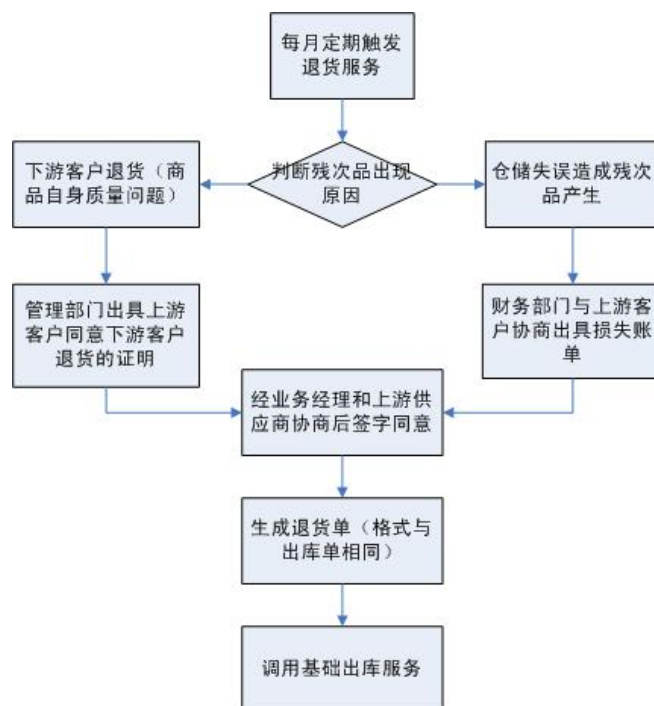 每月定期触发
退货服务
判断残次品出现
原因
下游客户退货（商
品自身质量问题）
仓储失误造成残次
品产生
管理部门出具上游
客户同意下游客户
退货的证明
财务部门与上游客
户协商出具损失账
单
经业务经理和上游供
应商协商后签字同意
生成退货单（格式与
出库单相同）
调用基础出库服务